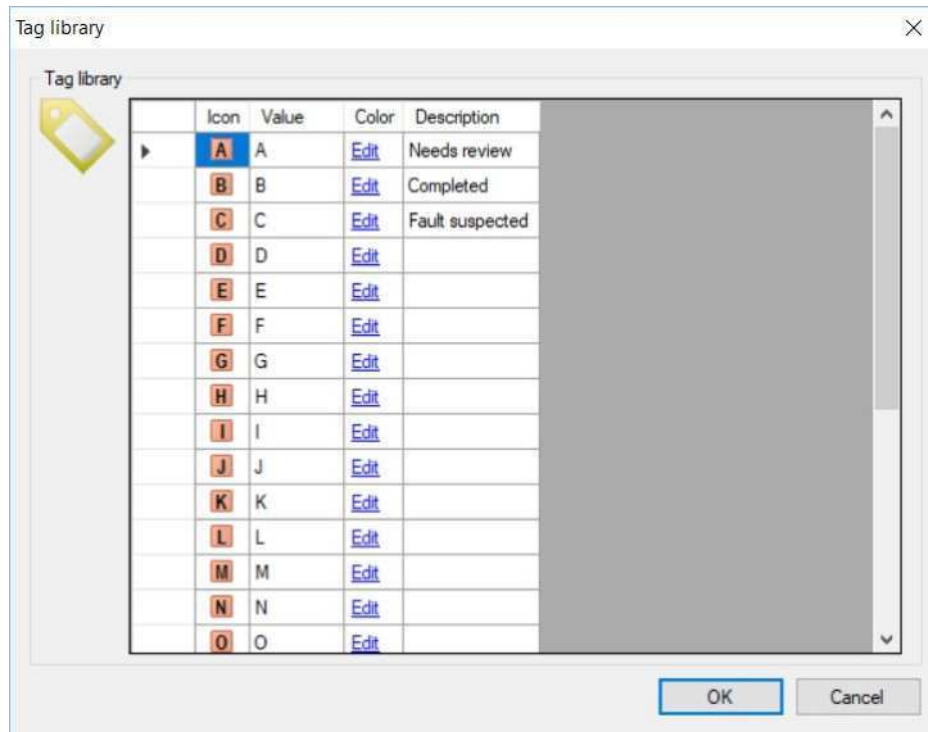 Tag library
Tag library
Icon Value Color Description
A A Edit Needs review
B B Edit Completed
C C Edit Fault suspected
D D Edit
E E Edit
F F Edit
G G Edit
H H Edit
I I Edit
J J Edit
K K Edit
L L Edit
M M Edit
N N Edit
O O Edit
OK Cancel